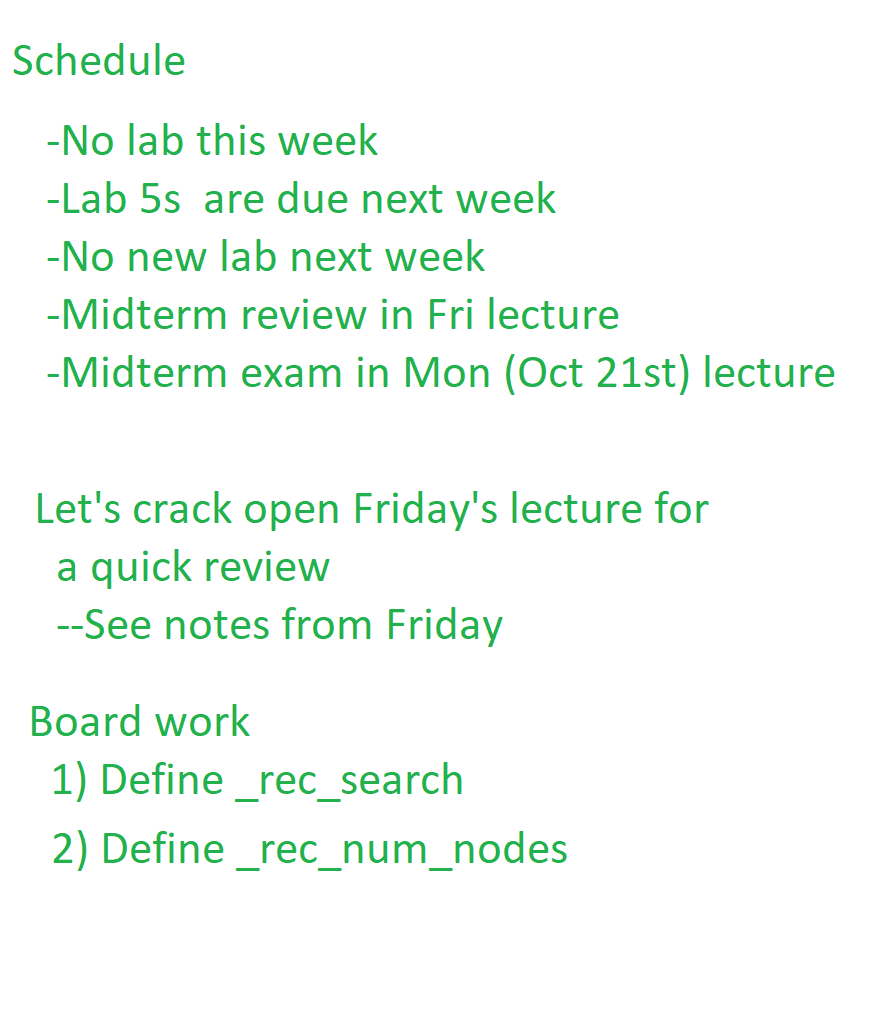 Schedule
-No lab this week
-Lab 5s  are due next week
-No new lab next week
-Midterm review in Fri lecture
-Midterm exam in Mon (Oct 21st) lecture
Let's crack open Friday's lecture for
a quick review
--See notes from Friday
Board work
1) Define _rec_search
2) Define _rec_num_nodes